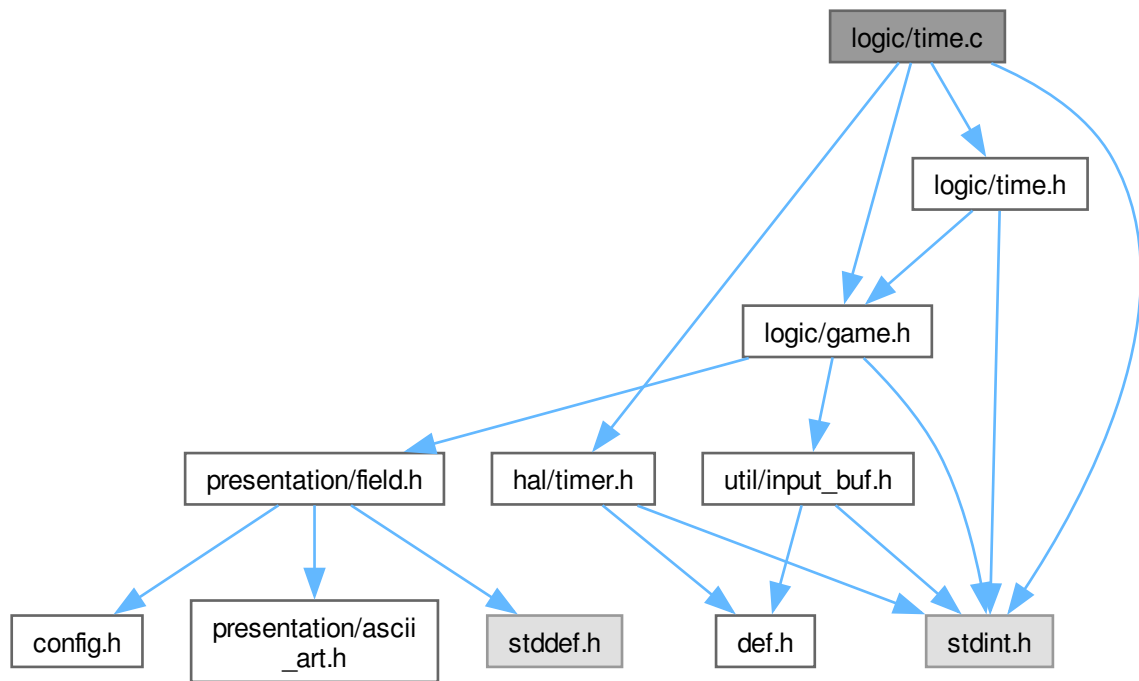 logic/time.c
logic/time.h
logic/game.h
presentation/field.h
hal/timer.h
util/input_buf.h
config.h
presentation/ascii
_art.h
stddef.h
def.h
stdint.h